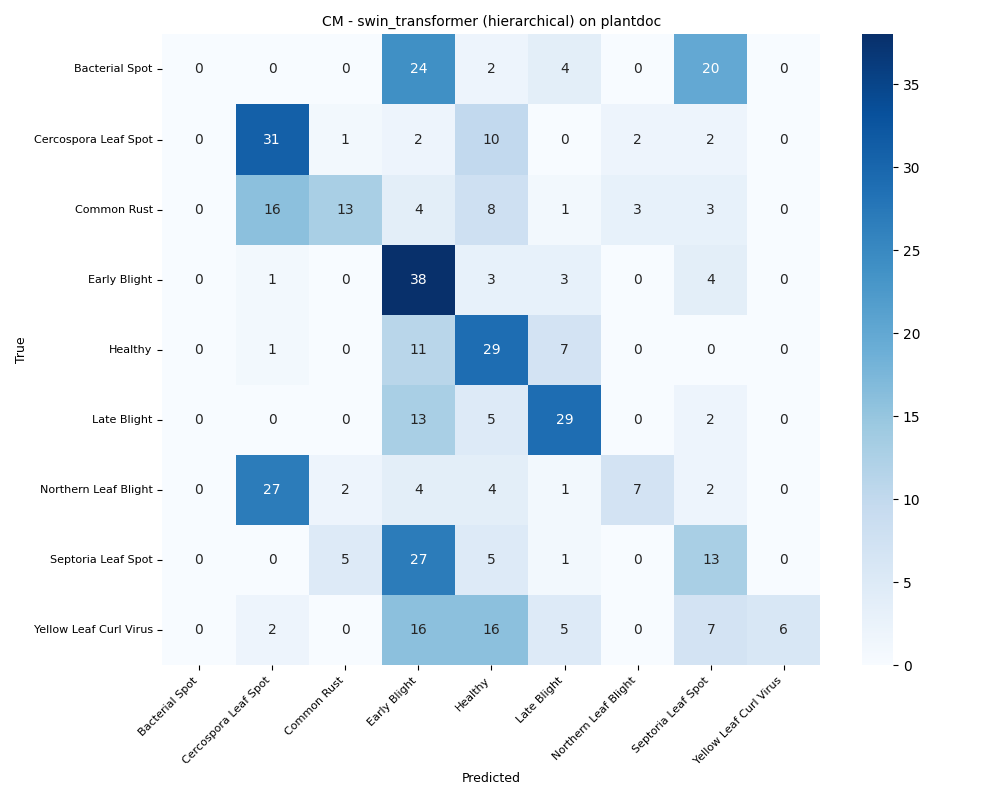 CM - swin_transformer (hierarchical) on plantdoc
Bacterial Spot 0 0 0 24 2 4 0 20 0
Cercospora Leaf Spot 0 31 1 2 10 0 2 2 0
Common Rust 0 16 13 4 8 1 3 3 0
Early Blight 0 1 0 38 3 3 0 4 0
Healthy 0 1 0 11 29 7 0 0 0
Late Blight 0 0 0 13 5 29 0 2 0
Northern Leaf Blight 0 27 2 4 4 1 7 2 0
Septoria Leaf Spot 0 0 5 27 5 1 0 13 0
Yellow Leaf Curl Virus 0 2 0 16 16 5 0 7 6
True
Bacterial Spot
Cercospora Leaf Spot
Common Rust
Early Blight
Healthy
Late Blight
Northern Leaf Blight
Septoria Leaf Spot
Yellow Leaf Curl Virus
Predicted
35
30
25
20
15
10
5
0